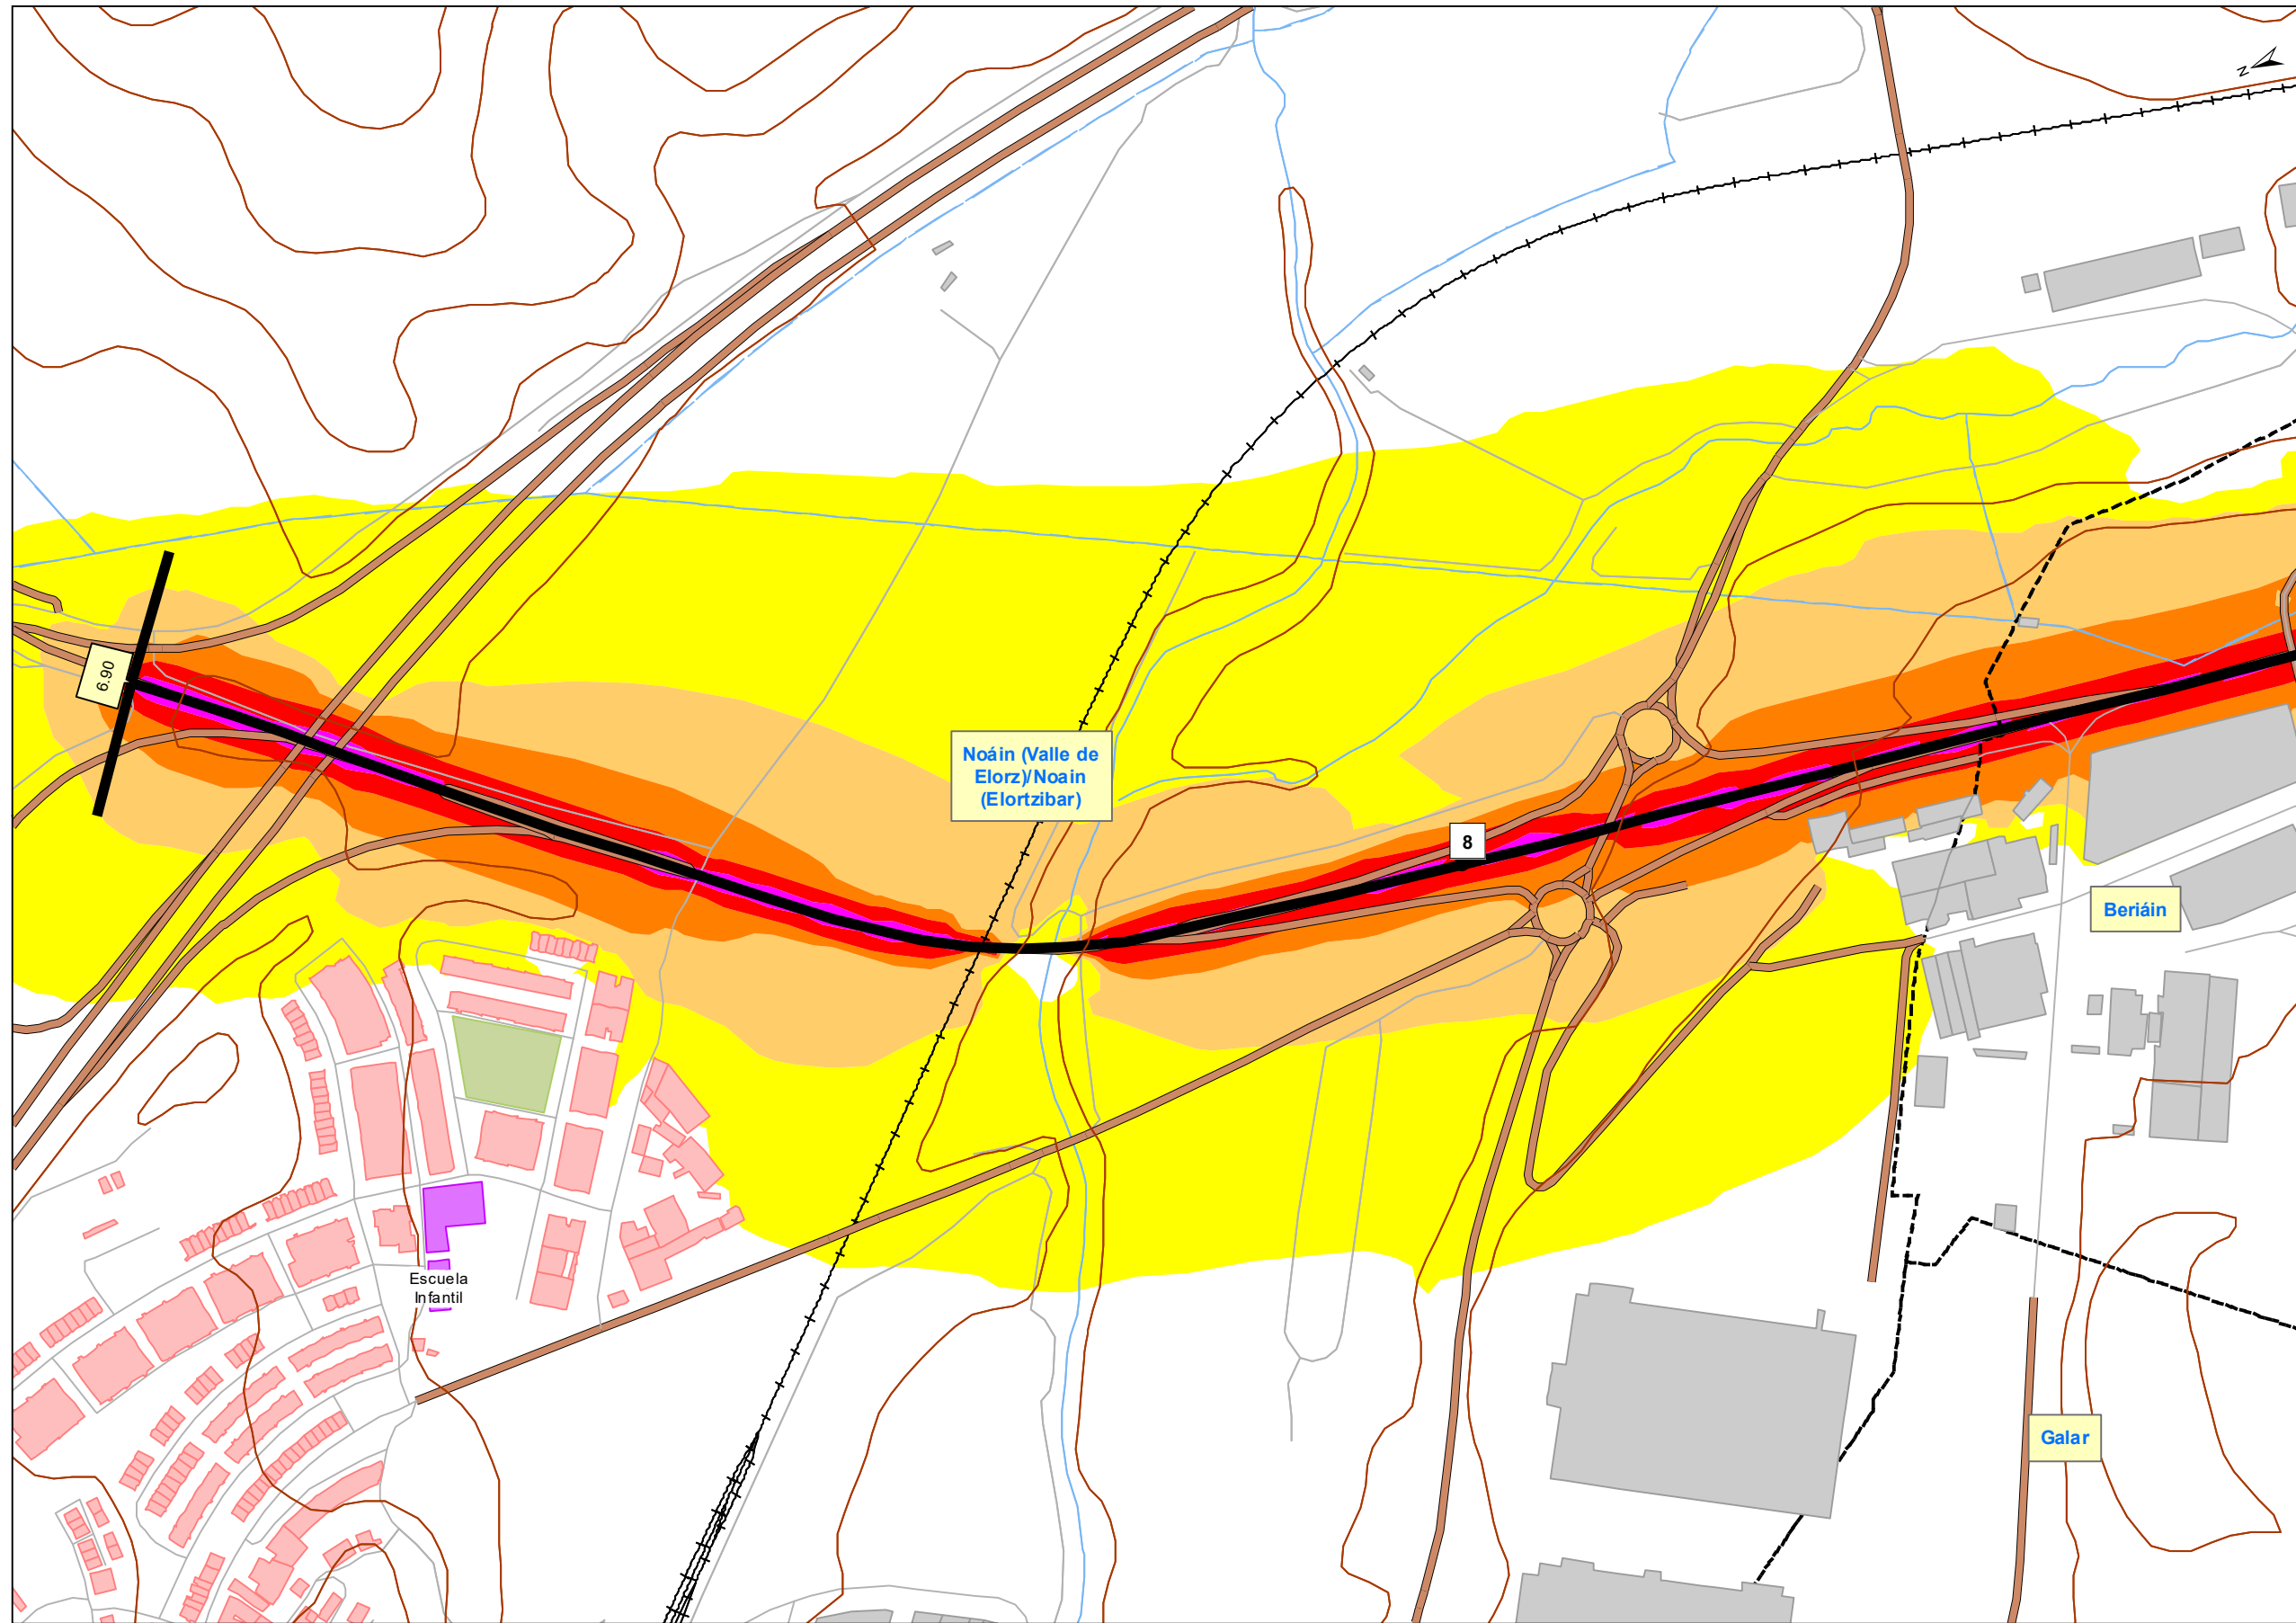 N
6.90
Noáin (Valle de
Elorz)/Noain
(Elortzibar)
8
Beriáin
Escuela
Infantil
Galar